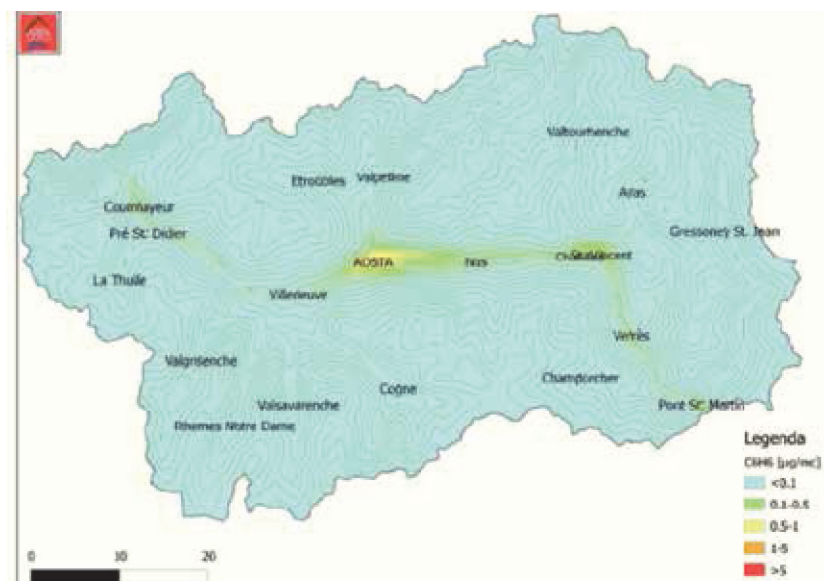 Valtournenche
Etroubles Valpelline
Ayas
Courmayeur
Gressoney St. Jean
Pré St. Didier
AOSTA Nus
La Thuile
Villeneuve
Verrès
Valgrisenche
Champorcher
Cogne
Valsavarenche
Pont St. Martin
Rhemes Notre Dame
Legenda
C6H6 [µg/mc]
<0.1
0.1-0.5
0.5-1
1-5
>5
0 10 20